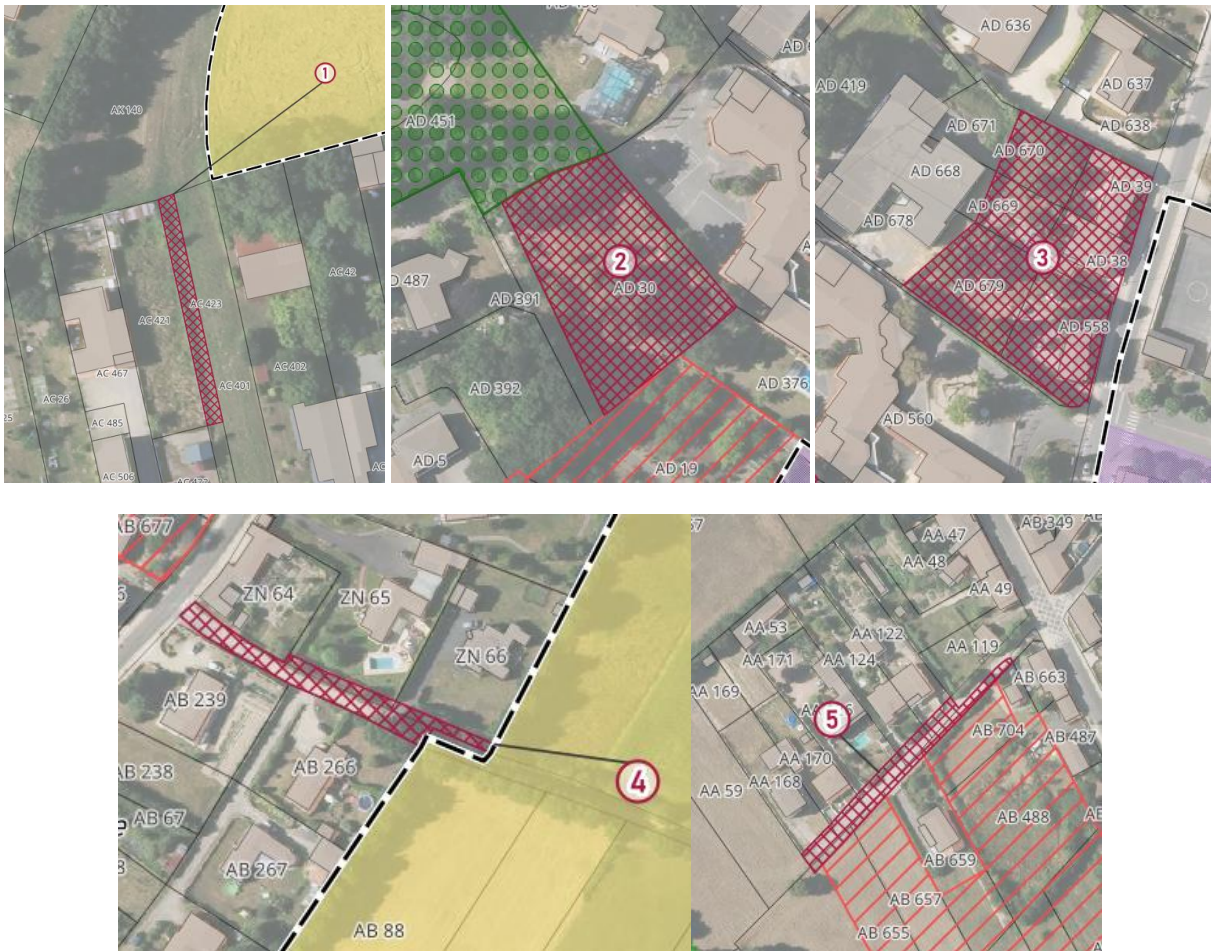 1
AK 140
AC 42
AC 423
AC 421
AC 467
AC 401
AC 402
AC 26
AC 485
25
AC 506
AC 472
AC
AD 451
2
AD 30
AD 391
AD 392
AD 376
AD 5
AD 19
AD 636
AD 637
AD 419
AD 671
AD 638
AD 670
AD 668
AD 39
AD 669
AD 678
3
AD 38
AD 679
AD 558
AD 560
AB 677
ZN 64
ZN 65
ZN 66
AB 239
4
AB 238
AB 266
AB 67
AB 267
AB 88
AA 47
AB 349
AA 48
AA 49
AA 53
AA 122
AA 119
AA 171
AA 124
AA 169
AB 663
5
AB 704
AB 487
AA 170
AA 59
AA 168
AB 488
AB 659
AB 657
AB 655